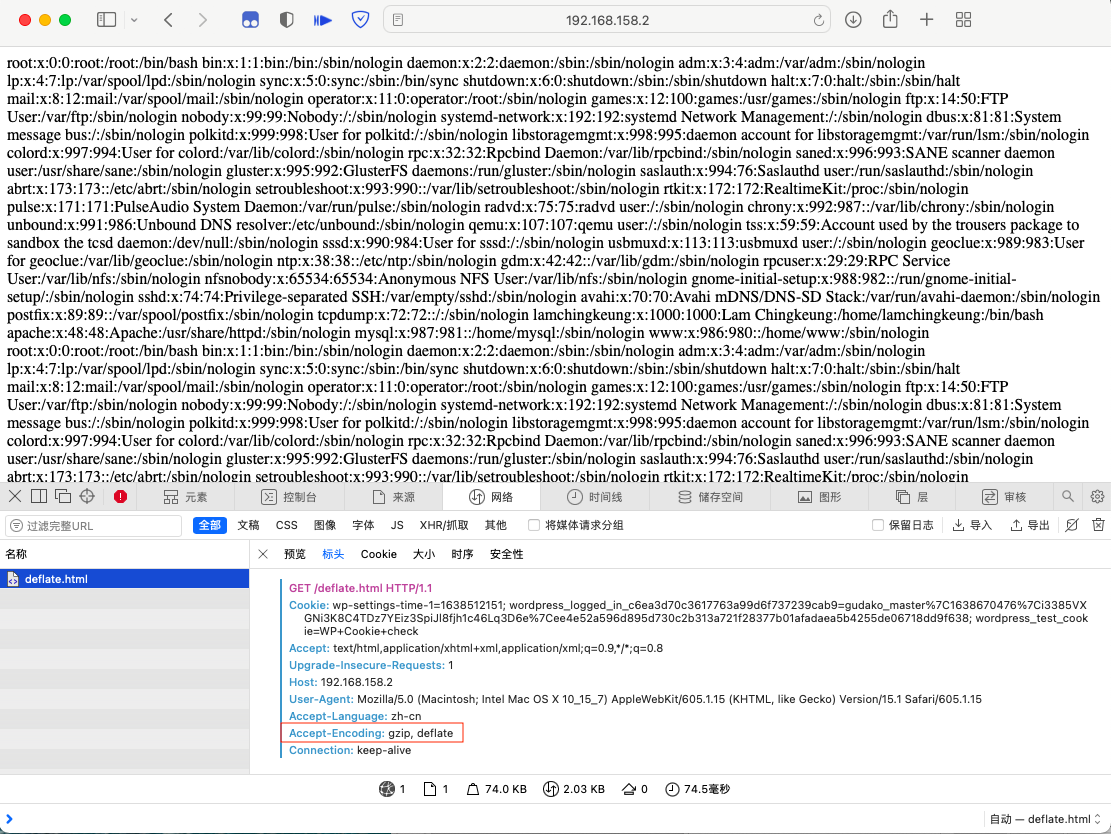 192.168.158.2
root:x:0:0:root:/root:/bin/bash bin:x:1:1:bin:/bin:/sbin/nologin daemon:x:2:2:daemon:/sbin:/sbin/nologin adm:x:3:4:adm:/var/adm:/sbin/nologin
lp:x:4:7:lp:/var/spool/lpd:/sbin/nologin sync:x:5:0:sync:/sbin:/bin/sync shutdown:x:6:0:shutdown:/sbin:/sbin/shutdown halt:x:7:0:halt:/sbin:/sbin/halt
mail:x:8:12:mail:/var/spool/mail:/sbin/nologin operator:x:11:0:operator:/root:/sbin/nologin games:x:12:100:games:/usr/games:/sbin/nologin ftp:x:14:50:FTP
User:/var/ftp:/sbin/nologin nobody:x:99:99:Nobody:/:/sbin/nologin systemd-network:x:192:192:systemd Network Management:/:/sbin/nologin dbus:x:81:81:System
message bus:/:/sbin/nologin polkitd:x:999:998:User for polkitd:/:/sbin/nologin libstoragemgmt:x:998:995:daemon account for libstoragemgmt:/var/run/lsm:/sbin/nologin
colord:x:997:994:User for colord:/var/lib/colord:/sbin/nologin rpc:x:32:32:Rpcbind Daemon:/var/lib/rpcbind:/sbin/nologin saned:x:996:993:SANE scanner daemon
user:/usr/share/sane:/sbin/nologin gluster:x:995:992:GlusterFS daemons:/run/gluster:/sbin/nologin saslauth:x:994:76:Saslauthd user:/run/saslauthd:/sbin/nologin
abrt:x:173:173::/etc/abrt:/sbin/nologin setroubleshoot:x:993:990::/var/lib/setroubleshoot:/sbin/nologin rtkit:x:172:172:RealtimeKit:/proc:/sbin/nologin
pulse:x:171:171:PulseAudio System Daemon:/var/run/pulse:/sbin/nologin radvd:x:75:75:radvd user:/:/sbin/nologin chrony:x:992:987::/var/lib/chrony:/sbin/nologin
unbound:x:991:986:Unbound DNS resolver:/etc/unbound:/sbin/nologin qemu:x:107:107:qemu user:/:/sbin/nologin tss:x:59:59:Account used by the trousers package to
sandbox the tcsd daemon:/dev/null:/sbin/nologin sssd:x:990:984:User for sssd:/:/sbin/nologin usbmuxd:x:113:113:usbmuxd user:/:/sbin/nologin geoclue:x:989:983:User
for geoclue:/var/lib/geoclue:/sbin/nologin ntp:x:38:38::/etc/ntp:/sbin/nologin gdm:x:42:42::/var/lib/gdm:/sbin/nologin rpcuser:x:29:29:RPC Service
User:/var/lib/nfs:/sbin/nologin nfsnobody:x:65534:65534:Anonymous NFS User:/var/lib/nfs:/sbin/nologin gnome-initial-setup:x:988:982::/run/gnome-initial-
setup/:/sbin/nologin sshd:x:74:74:Privilege-separated SSH:/var/empty/sshd:/sbin/nologin avahi:x:70:70:Avahi mDNS/DNS-SD Stack:/var/run/avahi-daemon:/sbin/nologin
postfix:x:89:89::/var/spool/postfix:/sbin/nologin tcpdump:x:72:72::/:/sbin/nologin lamchingkeung:x:1000:1000:Lam Chingkeung:/home/lamchingkeung:/bin/bash
apache:x:48:48:Apache:/usr/share/httpd:/sbin/nologin mysql:x:987:981::/home/mysql:/sbin/nologin www:x:986:980::/home/www:/sbin/nologin
root:x:0:0:root:/root:/bin/bash bin:x:1:1:bin:/bin:/sbin/nologin daemon:x:2:2:daemon:/sbin:/sbin/nologin adm:x:3:4:adm:/var/adm:/sbin/nologin
lp:x:4:7:lp:/var/spool/lpd:/sbin/nologin sync:x:5:0:sync:/sbin:/bin/sync shutdown:x:6:0:shutdown:/sbin:/sbin/shutdown halt:x:7:0:halt:/sbin:/sbin/halt
mail:x:8:12:mail:/var/spool/mail:/sbin/nologin operator:x:11:0:operator:/root:/sbin/nologin games:x:12:100:games:/usr/games:/sbin/nologin ftp:x:14:50:FTP
User:/var/ftp:/sbin/nologin nobody:x:99:99:Nobody:/:/sbin/nologin systemd-network:x:192:192:systemd Network Management:/:/sbin/nologin dbus:x:81:81:System
message bus:/:/sbin/nologin polkitd:x:999:998:User for polkitd:/:/sbin/nologin libstoragemgmt:x:998:995:daemon account for libstoragemgmt:/var/run/lsm:/sbin/nologin
colord:x:997:994:User for colord:/var/lib/colord:/sbin/nologin rpc:x:32:32:Rpcbind Daemon:/var/lib/rpcbind:/sbin/nologin saned:x:996:993:SANE scanner daemon
user:/usr/share/sane:/sbin/nologin gluster:x:995:992:GlusterFS daemons:/run/gluster:/sbin/nologin saslauth:x:994:76:Saslauthd user:/run/saslauthd:/sbin/nologin
abrt:x:173:173::/etc/abrt:/sbin/nologin setroubleshoot:x:993:990::/var/lib/setroubleshoot:/sbin/nologin rtkit:x:172:172:RealtimeKit:/proc:/sbin/nologin
元素 控制台 来源 网络 时间线 储存空间 图形 层 审核
过滤完整URL 全部 文稿 CSS 图像 字体 JS XHR/抓取 其他 将媒体请求分组 保留日志 导入 导出
名称 预览 标头 Cookie 大小 时序 安全性
deflate.html
GET /deflate.html HTTP/1.1
Cookie: wp-settings-time-1=1638512151; wordpress_logged_in_c6ea3d70c3617763a99d6f737239cab9=gudako_master%7C1638670476%7Ci3385VX
GNi3K8C4TDz7YEiz3SpiJI8fjh1c46Lq3D6e%7Cee4e52a596d895d730c2b313a721f28377b01afadaea5b4255de06718dd9f638; wordpress_test_cook
ie=WP+Cookie+check
Accept: text/html,application/xhtml+xml,application/xml;q=0.9,*/*;q=0.8
Upgrade-Insecure-Requests: 1
Host: 192.168.158.2
User-Agent: Mozilla/5.0 (Macintosh; Intel Mac OS X 10_15_7) AppleWebKit/605.1.15 (KHTML, like Gecko) Version/15.1 Safari/605.1.15
Accept-Language: zh-cn
Accept-Encoding: gzip, deflate
Connection: keep-alive
1 1 74.0 KB 2.03 KB 0 74.5毫秒
自动 — deflate.html